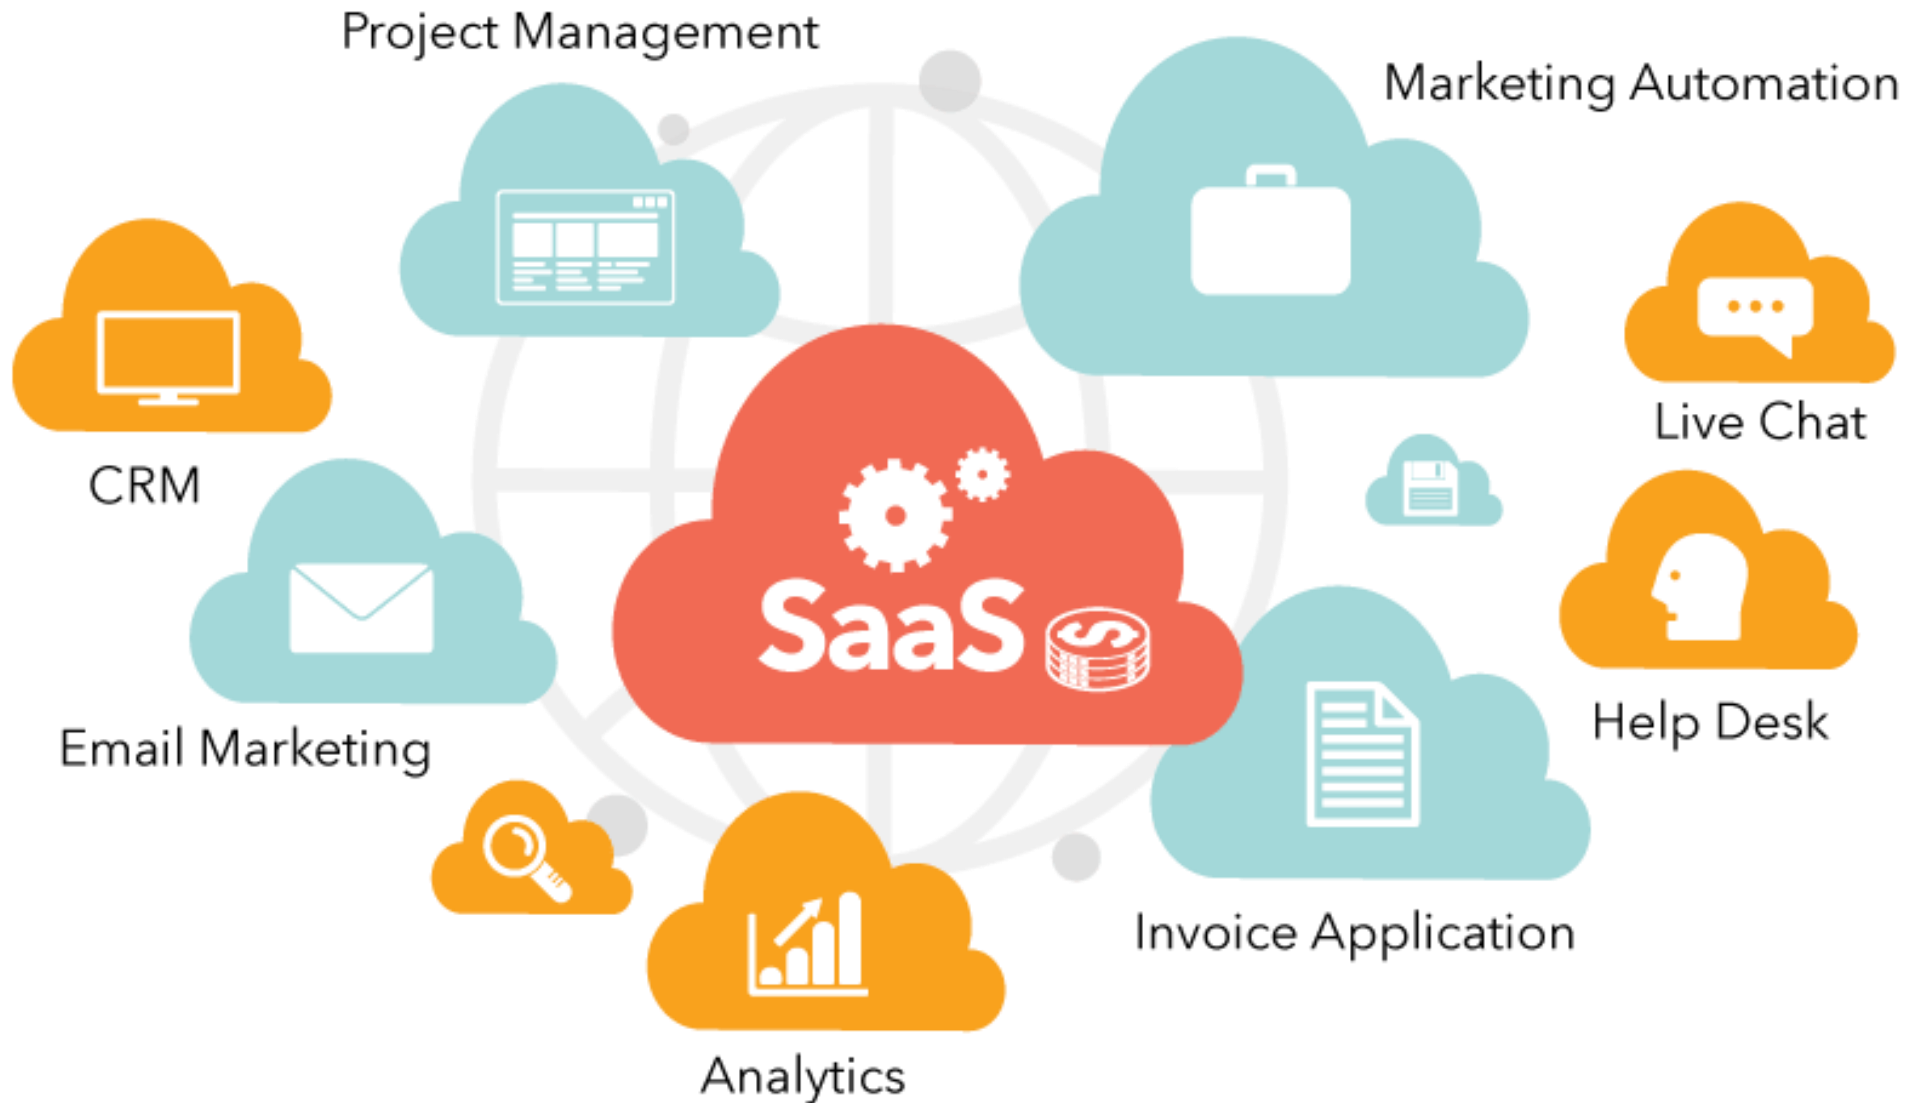 Project Management
Marketing Automation
CRM
Live Chat
SaaS
Email Marketing
Help Desk
Invoice Application
Analytics